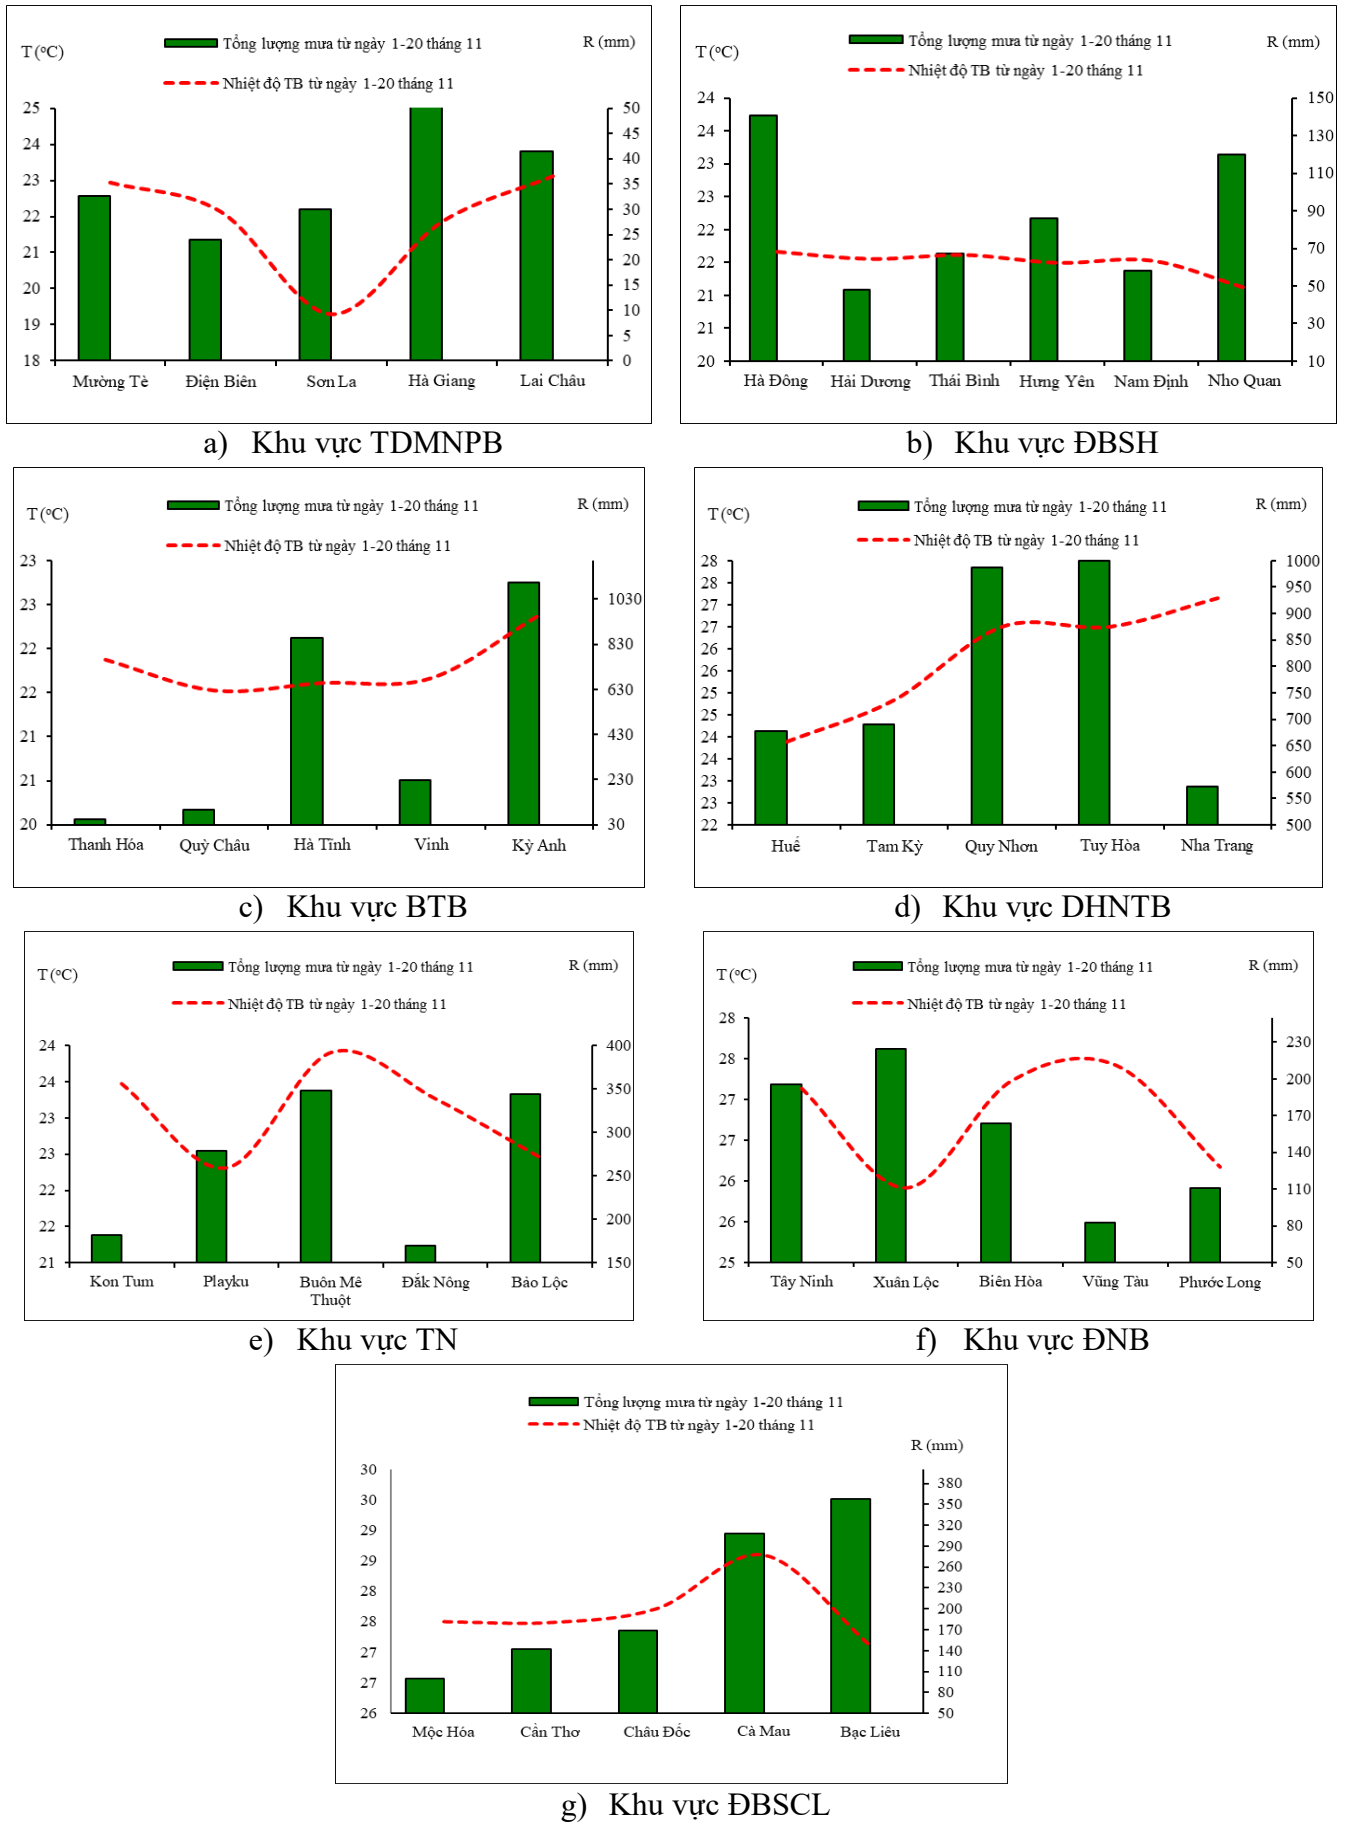 T (°C)
Tổng lượng mưa từ ngày 1-20 tháng 11
R (mm)
Nhiệt độ TB từ ngày 1-20 tháng 11
25
24
23
22
21
20
19
18
50
45
40
35
30
25
20
15
10
5
0
Mường Tè Điện Biên Sơn La Hà Giang Lai Châu
a) Khu vực TDMNPB
T (°C)
Tổng lượng mưa từ ngày 1-20 tháng 11
R (mm)
Nhiệt độ TB từ ngày 1-20 tháng 11
24
24
23
23
22
22
21
21
20
150
130
110
90
70
50
30
10
Hà Đông Hải Dương Thái Bình Hưng Yên Nam Định Nho Quan
b) Khu vực ĐBSH
T (°C)
Tổng lượng mưa từ ngày 1-20 tháng 11
R (mm)
Nhiệt độ TB từ ngày 1-20 tháng 11
23
23
22
22
21
21
20
1030
830
630
430
230
30
Thanh Hóa Quỳ Châu Hà Tĩnh Vinh Kỳ Anh
c) Khu vực BTB
T (°C)
Tổng lượng mưa từ ngày 1-20 tháng 11
R (mm)
Nhiệt độ TB từ ngày 1-20 tháng 11
28
28
27
27
26
26
25
25
24
24
23
23
22
1000
950
900
850
800
750
700
650
600
550
500
Huế Tam Kỳ Quy Nhơn Tuy Hòa Nha Trang
d) Khu vực DHNTB
T (°C)
Tổng lượng mưa từ ngày 1-20 tháng 11
R (mm)
Nhiệt độ TB từ ngày 1-20 tháng 11
24
24
23
23
22
22
21
400
350
300
250
200
150
Kon Tum Playku Buôn Mê Thuột Đắk Nông Bảo Lộc
e) Khu vực TN
T (°C)
Tổng lượng mưa từ ngày 1-20 tháng 11
R (mm)
Nhiệt độ TB từ ngày 1-20 tháng 11
28
28
27
27
26
26
25
230
200
170
140
110
80
50
Tây Ninh Xuân Lộc Biên Hòa Vũng Tàu Phước Long
f) Khu vực ĐNB
Tổng lượng mưa từ ngày 1-20 tháng 11
Nhiệt độ TB từ ngày 1-20 tháng 11
R (mm)
30
30
29
29
28
28
27
27
26
380
350
320
290
260
230
200
170
140
110
80
50
Mộc Hóa Cần Thơ Châu Đốc Cà Mau Bạc Liêu
g) Khu vực ĐBSCL